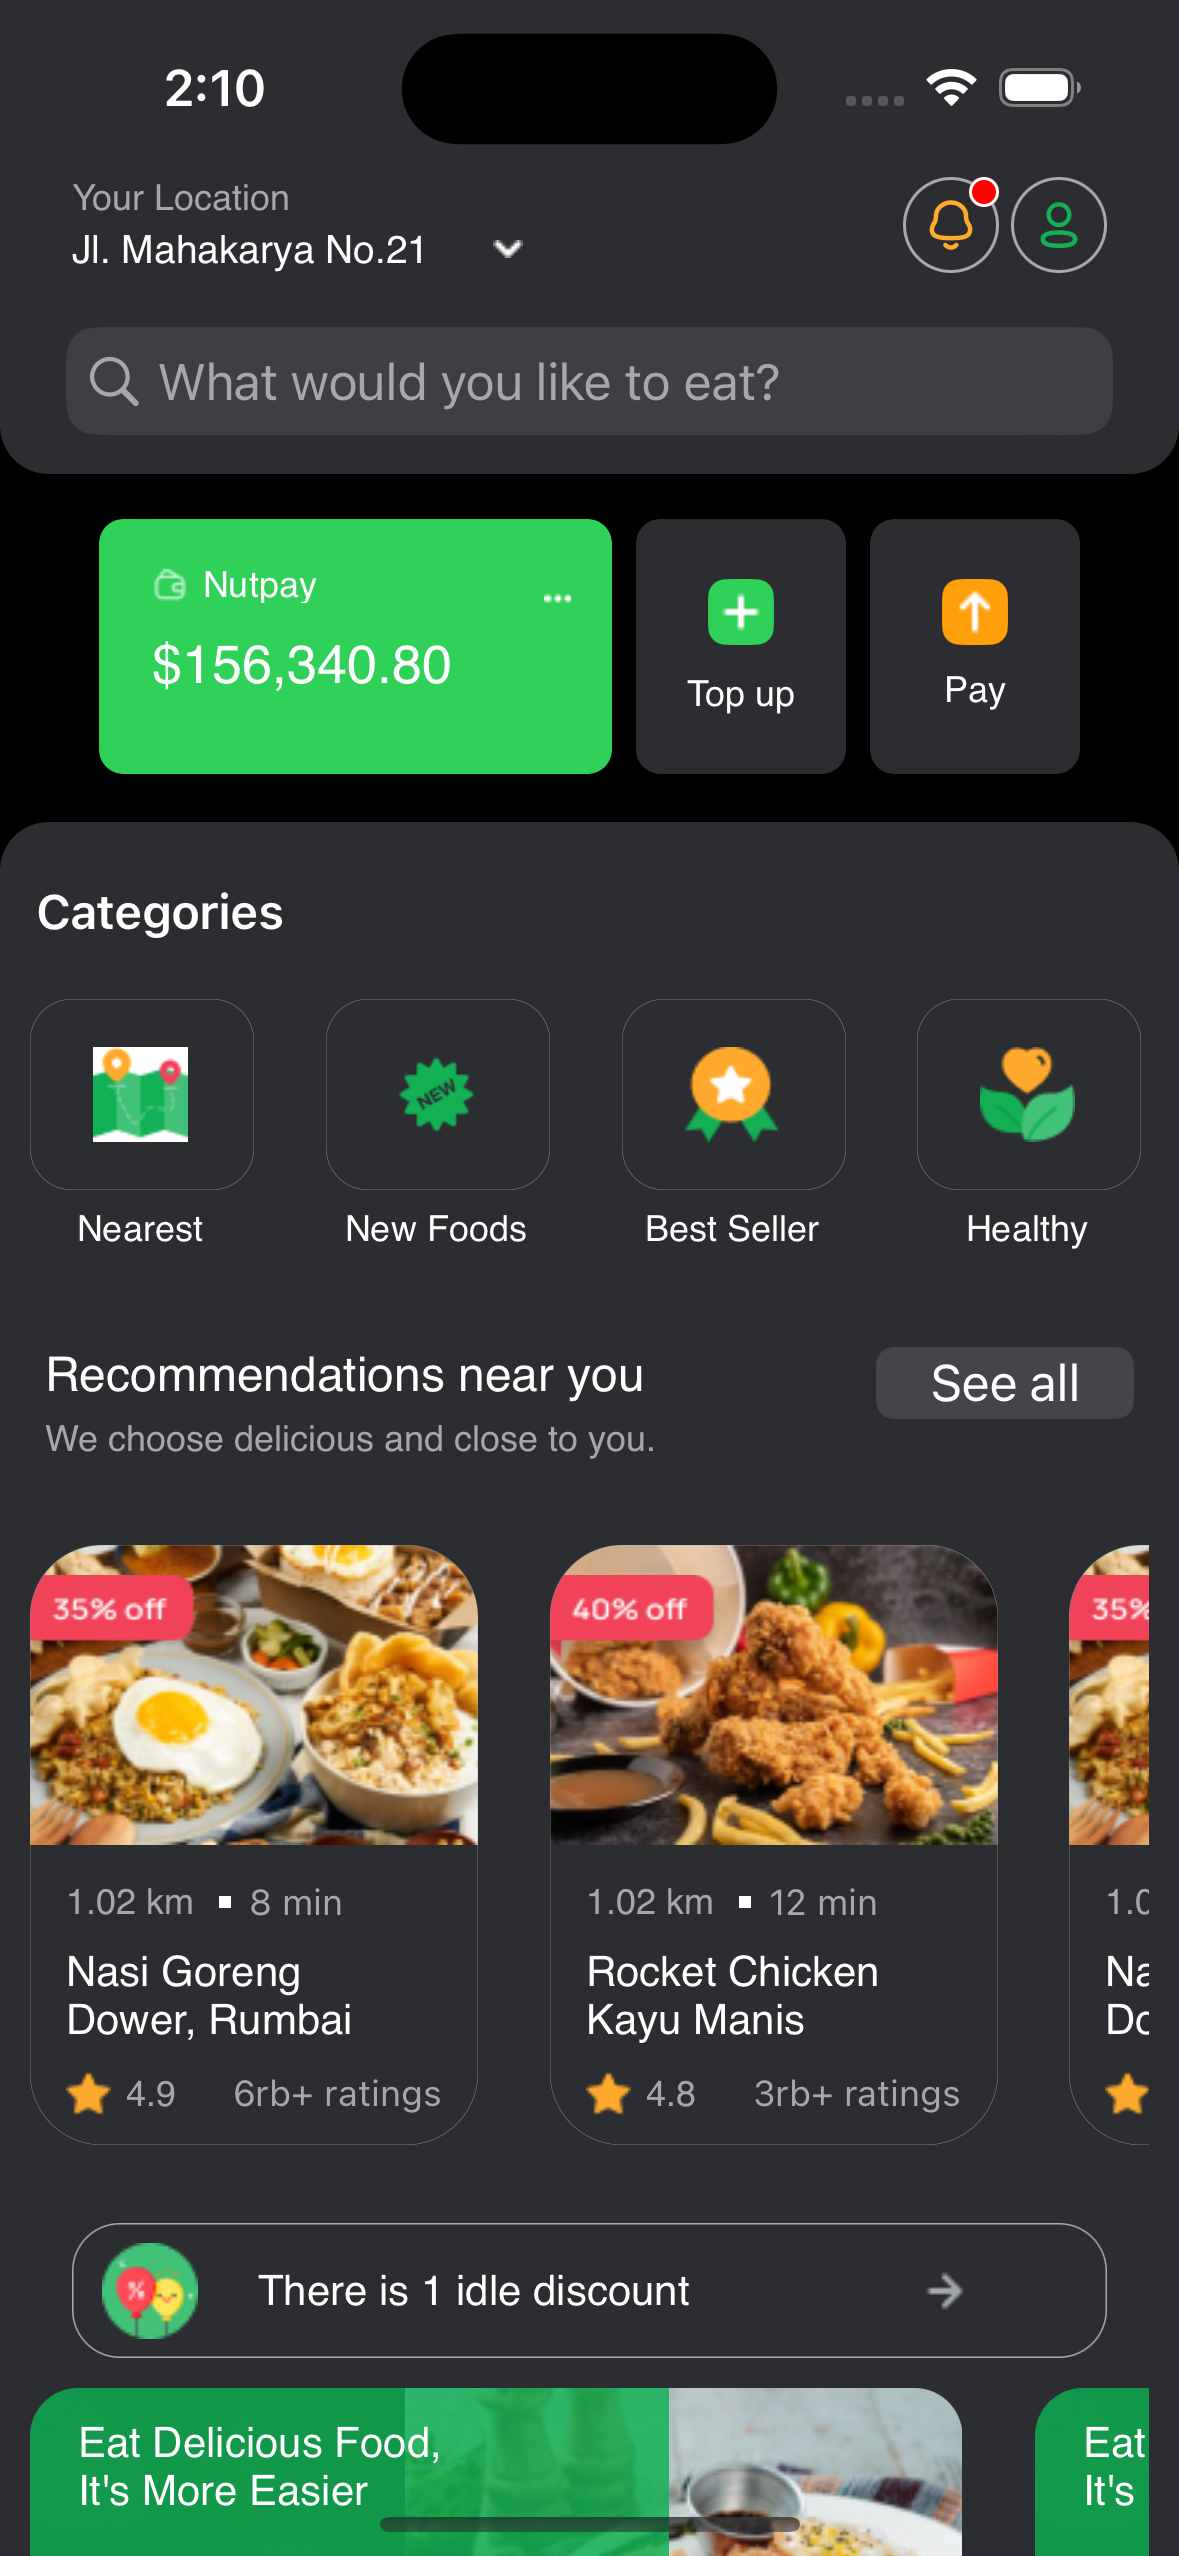 2:10
Your Location
Jl. Mahakarya No.21
What would you like to eat?
Nutpay
$156,340.80
Top up
Pay
Categories
NEW
Nearest
New Foods
Best Seller
Healthy
Recommendations near you
See all
We choose delicious and close to you.
35% off
40% off
35%
1.02 km 8 min
1.02 km 12 min
1.0
Nasi Goreng
Dower, Rumbai
Rocket Chicken
Kayu Manis
Na
Do
4.9 6rb+ ratings
4.8 3rb+ ratings
%
There is 1 idle discount
Eat Delicious Food,
It's More Easier
Eat
It's